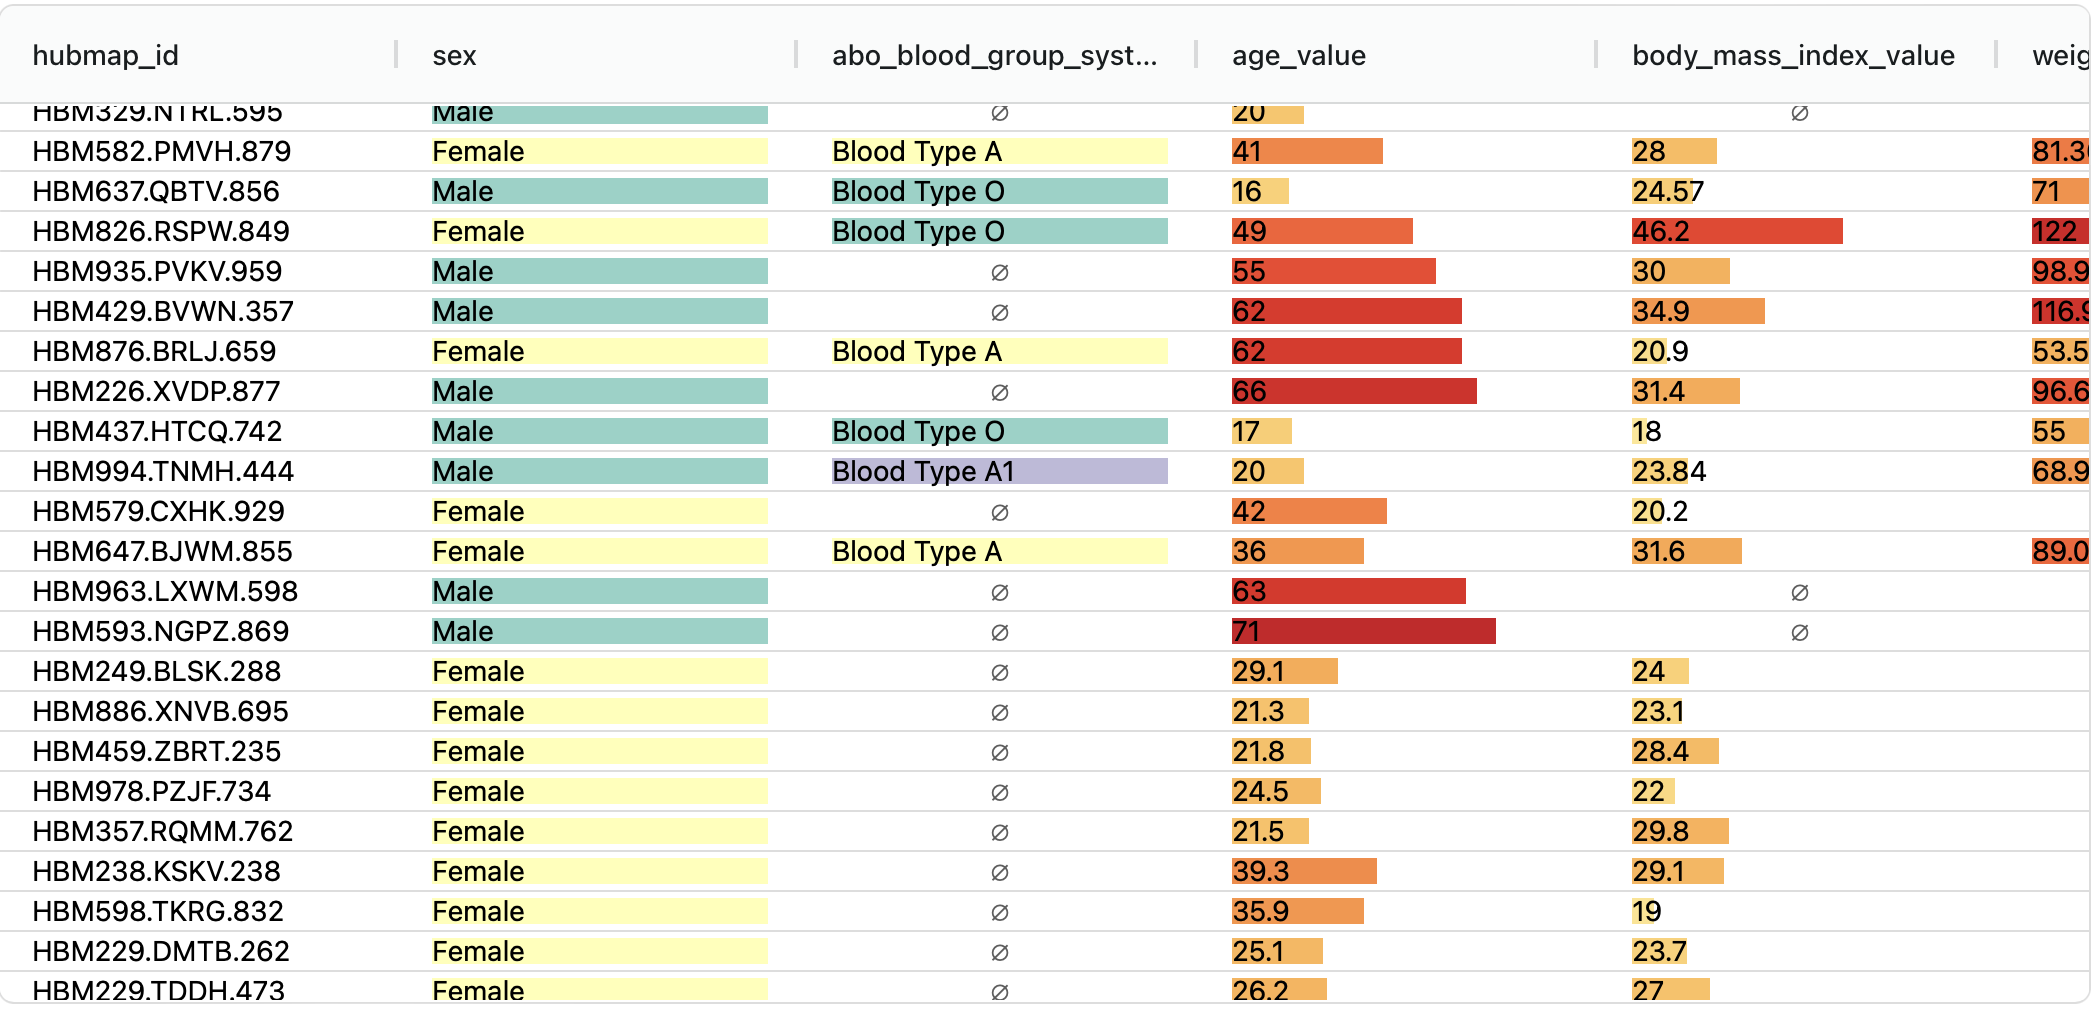 hubmap_id sex abo_blood_group_syst... age_value body_mass_index_value weig
HBM329.NTRL.595 Male ∅ 20 ∅
HBM582.PMVH.879 Female Blood Type A 41 28 81.3
HBM637.QBTV.856 Male Blood Type O 16 24.57 71
HBM826.RSPW.849 Female Blood Type O 49 46.2 122
HBM935.PVKV.959 Male ∅ 55 30 98.9
HBM429.BVWN.357 Male ∅ 62 34.9 116.9
HBM876.BRLJ.659 Female Blood Type A 62 20.9 53.5
HBM226.XVDP.877 Male ∅ 66 31.4 96.6
HBM437.HTCQ.742 Male Blood Type O 17 18 55
HBM994.TNMH.444 Male Blood Type A1 20 23.84 68.9
HBM579.CXHK.929 Female ∅ 42 20.2
HBM647.BJWM.855 Female Blood Type A 36 31.6 89.0
HBM963.LXWM.598 Male ∅ 63 ∅
HBM593.NGPZ.869 Male ∅ 71 ∅
HBM249.BLSK.288 Female ∅ 29.1 24
HBM886.XNVB.695 Female ∅ 21.3 23.1
HBM459.ZBRT.235 Female ∅ 21.8 28.4
HBM978.PZJF.734 Female ∅ 24.5 22
HBM357.RQMM.762 Female ∅ 21.5 29.8
HBM238.KSKV.238 Female ∅ 39.3 29.1
HBM598.TKRG.832 Female ∅ 35.9 19
HBM229.DMTB.262 Female ∅ 25.1 23.7
HBM229.TDDH.473 Female ∅ 26.2 27